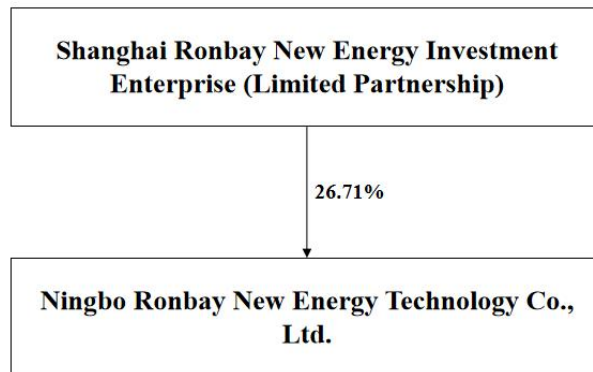 Shanghai Ronbay New Energy Investment
Enterprise (Limited Partnership)
26.71%
Ningbo Ronbay New Energy Technology Co.,
Ltd.